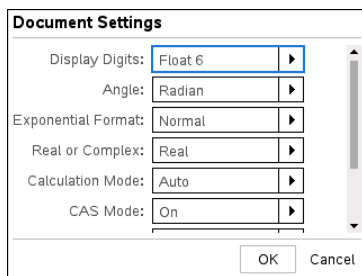 Document Settings
Display Digits: Float 6
Angle: Radian
Exponential Format: Normal
Real or Complex: Real
Calculation Mode: Auto
CAS Mode: On
OK Cancel